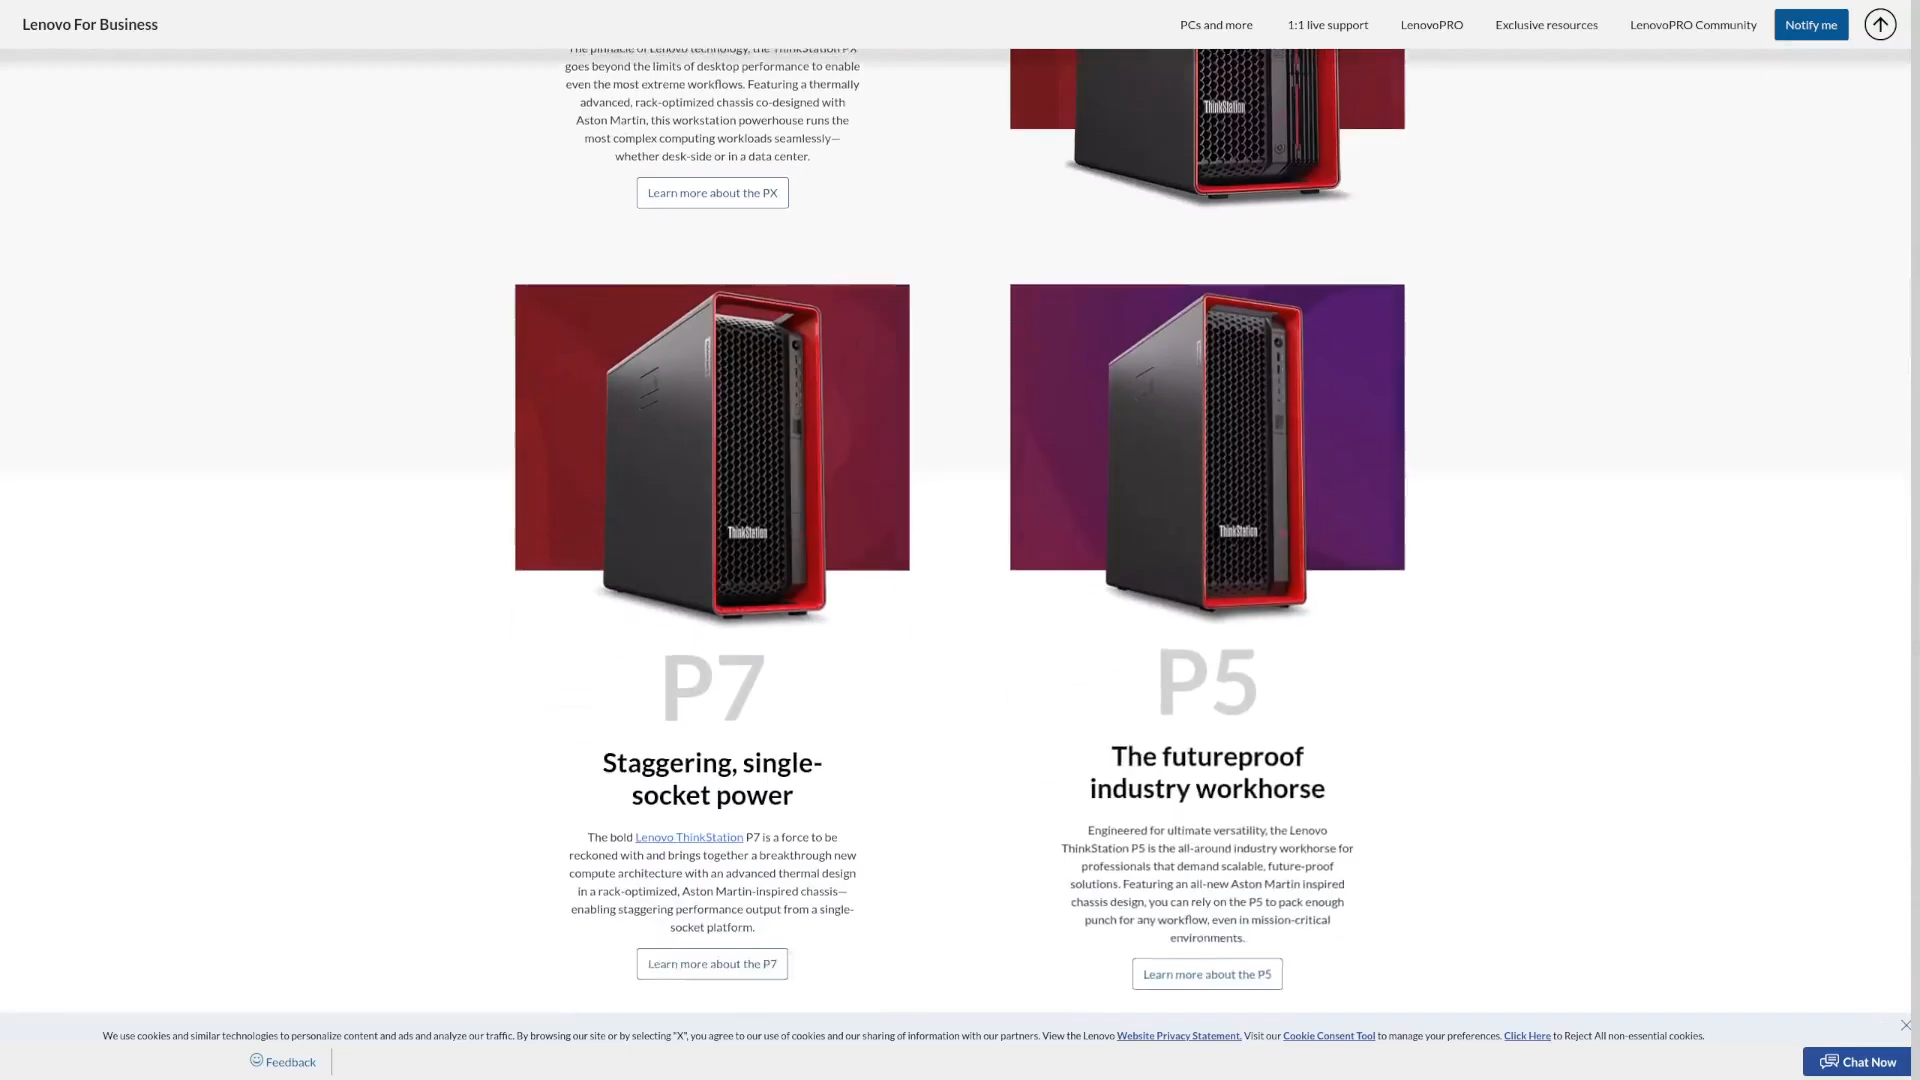 Lenovo For Business
PCs and more
1:1 live support
LenovoPRO
Exclusive resources
LenovoPRO Community
Notify me
The pinnacle of Lenovo technology, the ThinkStation PX
goes beyond the limits of desktop performance to enable
even the most extreme workflows. Featuring a thermally
advanced, rack-optimized chassis co-designed with
Aston Martin, this workstation powerhouse runs the
most complex computing workloads seamlessly—
whether desk-side or in a data center.
Learn more about the PX
ThinkStation
ThinkStation
ThinkStation
P7
Staggering, single-
socket power
The bold Lenovo ThinkStation P7 is a force to be
reckoned with and brings together a breakthrough new
compute architecture with an advanced thermal design
in a rack-optimized, Aston Martin-inspired chassis—
enabling staggering performance output from a single-
socket platform.
Learn more about the P7
P5
The futureproof
industry workhorse
Engineered for ultimate versatility, the Lenovo
ThinkStation P5 is the all-around industry workhorse for
professionals that demand scalable, future-proof
solutions. Featuring an all-new Aston Martin inspired
chassis design, you can rely on the P5 to pack enough
punch for any workflow, even in mission-critical
environments.
Learn more about the P5
We use cookies and similar technologies to personalize content and ads and analyze our traffic. By browsing our site or by selecting "X", you agree to our use of cookies and our sharing of information with our partners. View the Lenovo Website Privacy Statement. Visit our Cookie Consent Tool to manage your preferences. Click Here to Reject All non-essential cookies.
Feedback
Chat Now